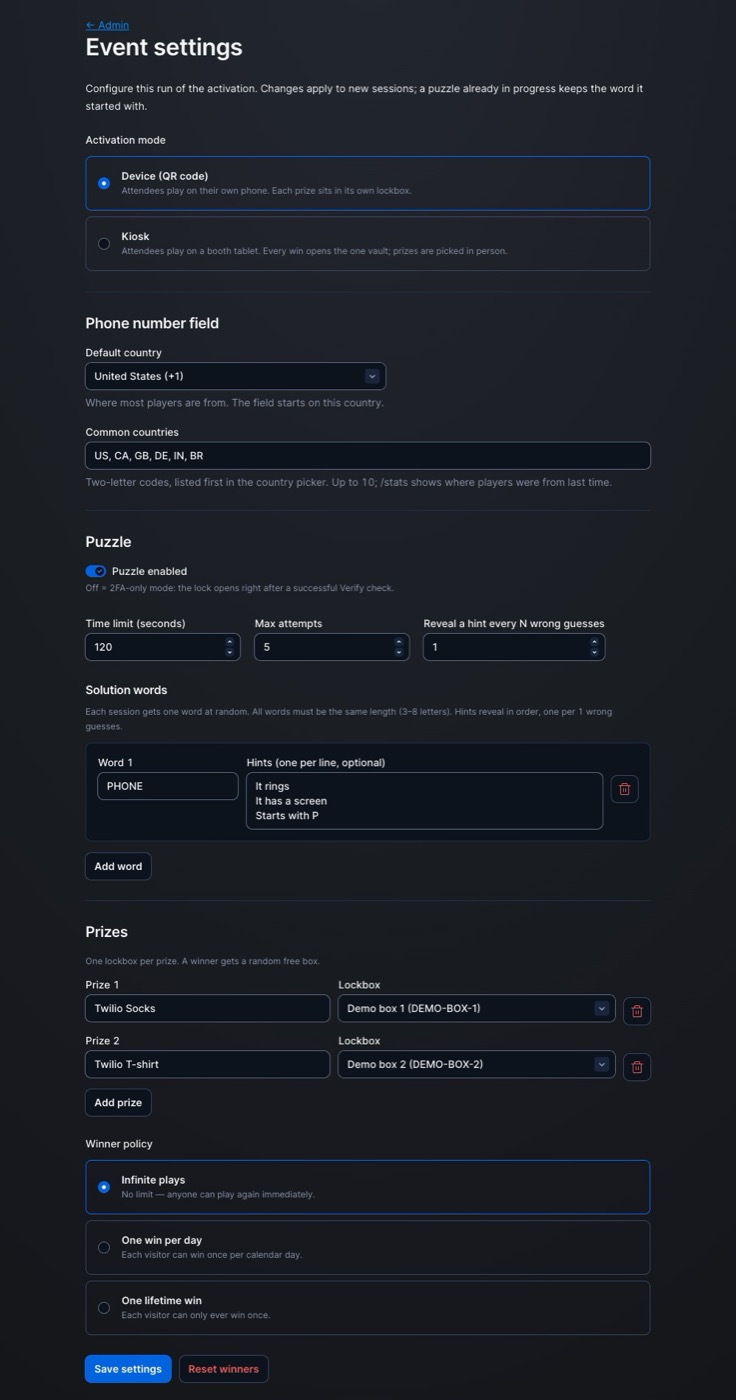 ← Admin
Event settings
Configure this run of the activation. Changes apply to new sessions; a puzzle already in progress keeps the word it
started with.
Activation mode
Device (QR code)
Attendees play on their own phone. Each prize sits in its own lockbox.
Kiosk
Attendees play on a booth tablet. Every win opens the one vault; prizes are picked in person.
Phone number field
Default country
United States (+1)
Where most players are from. The field starts on this country.
Common countries
US, CA, GB, DE, IN, BR
Two-letter codes, listed first in the country picker. Up to 10; /stats shows where players were from last time.
Puzzle
Puzzle enabled
Off = 2FA-only mode: the lock opens right after a successful Verify check.
Time limit (seconds) Max attempts Reveal a hint every N wrong guesses
120 5 1
Solution words
Each session gets one word at random. All words must be the same length (3–8 letters). Hints reveal in order, one per 1 wrong
guesses.
Word 1 Hints (one per line, optional)
PHONE It rings
It has a screen
Starts with P
Add word
Prizes
One lockbox per prize. A winner gets a random free box.
Prize 1 Lockbox
Twilio Socks Demo box 1 (DEMO-BOX-1)
Prize 2 Lockbox
Twilio T-shirt Demo box 2 (DEMO-BOX-2)
Add prize
Winner policy
Infinite plays
No limit — anyone can play again immediately.
One win per day
Each visitor can win once per calendar day.
One lifetime win
Each visitor can only ever win once.
Save settings Reset winners